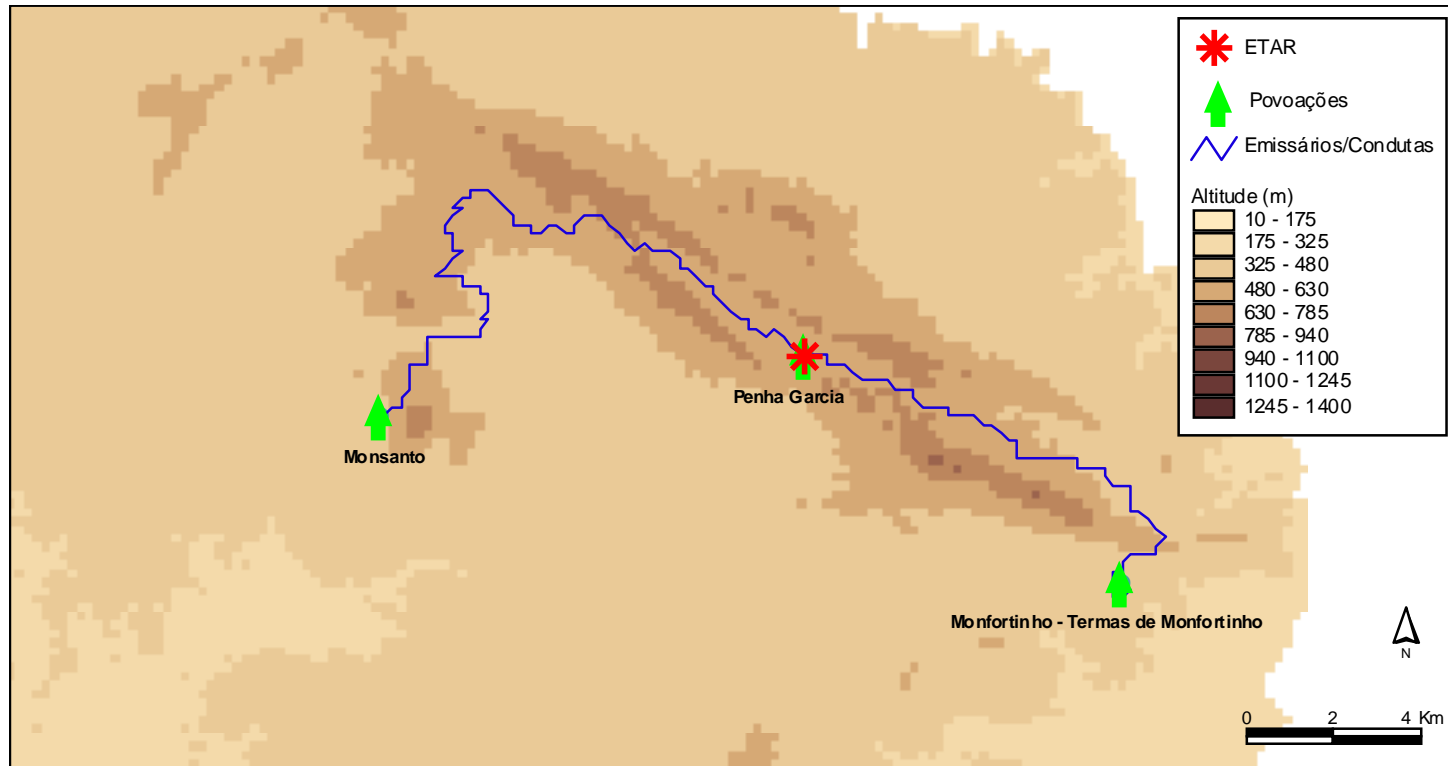 ETAR
Povoações
Emissários/Condutas
Altitude (m)
10 - 175
175 - 325
325 - 480
480 - 630
630 - 785
785 - 940
940 - 1100
1100 - 1245
1245 - 1400
Penha Garcia
Monsanto
Monfortinho - Termas de Monfortinho
N
0 2 4 Km